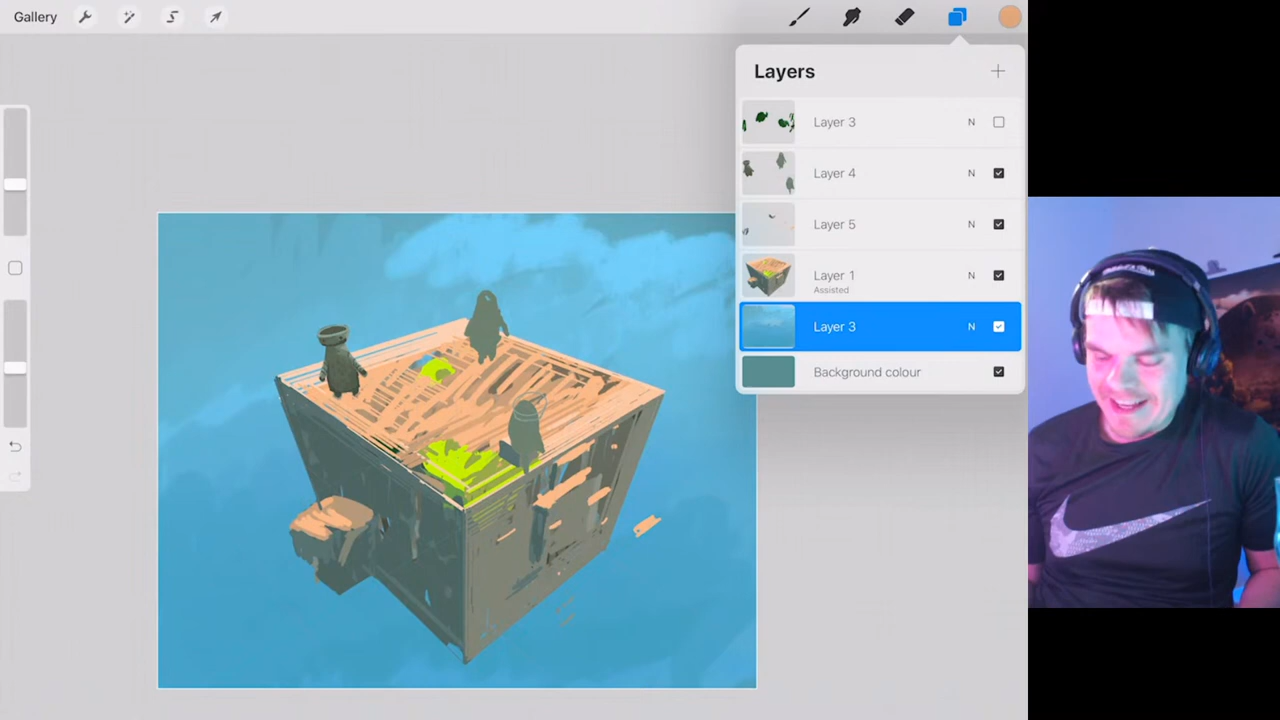 Gallery
Layers
Layer 3 N
Layer 4 N
Layer 5 N
Layer 1 N
Assisted
Layer 3 N
Background colour